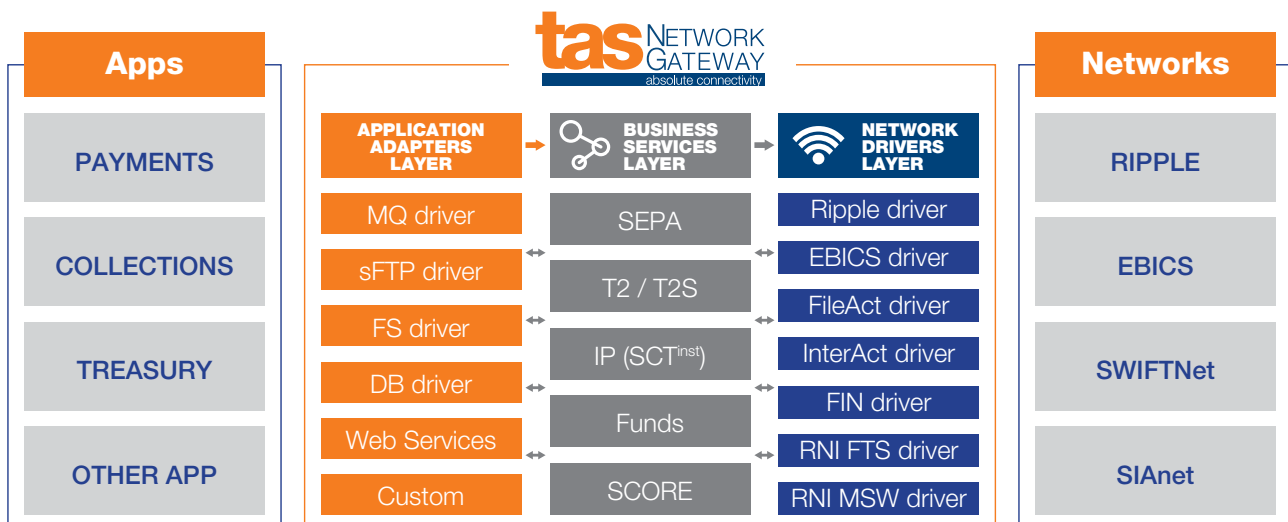 Apps
PAYMENTS
COLLECTIONS
TREASURY
OTHER APP
tas NETWORK
GATEWAY
absolute connectivity
APPLICATION
ADAPTERS
LAYER
MQ driver
sFTP driver
FS driver
DB driver
Web Services
Custom
BUSINESS
SERVICES
LAYER
SEPA
T2 / T2S
IP (SCTinst)
Funds
SCORE
NETWORK
DRIVERS
LAYER
Ripple driver
EBICS driver
FileAct driver
InterAct driver
FIN driver
RNI FTS driver
RNI MSW driver
Networks
RIPPLE
EBICS
SWIFTNet
SIAnet